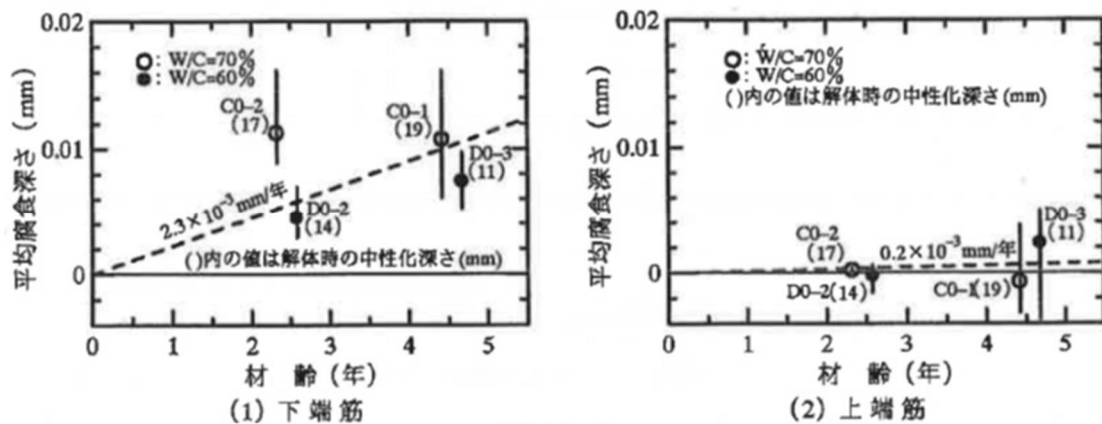 0.02
0.01
0
平均腐食深さ (mm)
○: W/C=70%
●: W/C=60%
C0-2
(17)
C0-1
(19)
D0-3
(11)
2.3×10⁻³mm/年
D0-2
(14)
( )内の値は解体時の中性化深さ(mm)
0 1 2 3 4 5
材 齢 (年)
(1) 下端筋
0.02
0.01
0
平均腐食深さ (mm)
○: W/C=70%
●: W/C=60%
( )内の値は解体時の中性化深さ(mm)
C0-2
(17)
D0-3
(11)
0.2×10⁻³mm/年
D0-2(14)
C0-1(19)
0 1 2 3 4 5
材 齢 (年)
(2) 上端筋